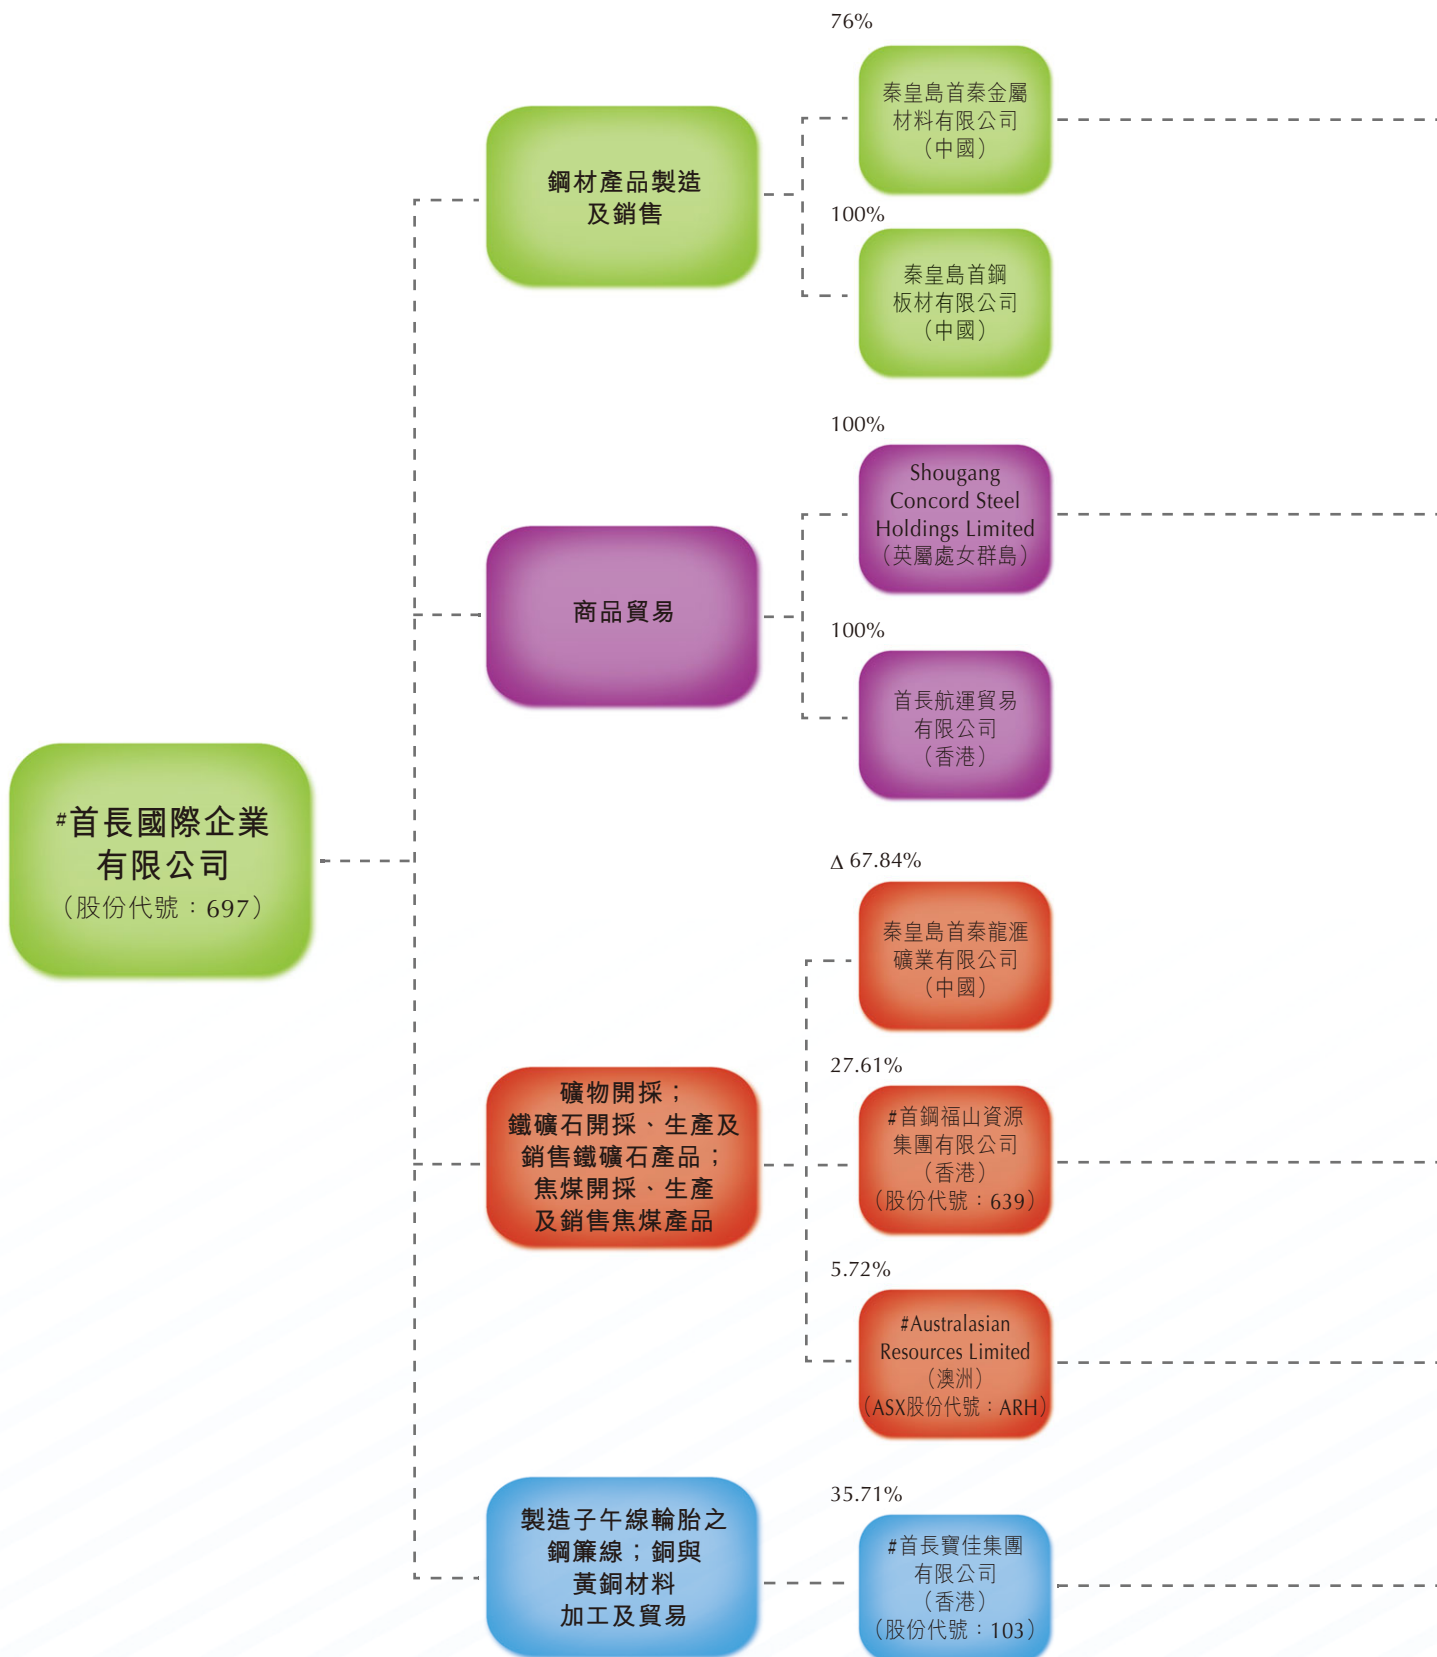 #首長國際企業
有限公司
（股份代號：697）
鋼材產品製造
及銷售
76%
秦皇島首秦金屬
材料有限公司
（中國）
100%
秦皇島首鋼
板材有限公司
（中國）
商品貿易
100%
Shougang
Concord Steel
Holdings Limited
（英屬處女群島）
100%
首長航運貿易
有限公司
（香港）
礦物開採；
鐵礦石開採、生產及
銷售鐵礦石產品；
焦煤開採、生產
及銷售焦煤產品
Δ 67.84%
秦皇島首秦龍滙
礦業有限公司
（中國）
27.61%
#首鋼福山資源
集團有限公司
（香港）
（股份代號：639）
5.72%
#Australasian
Resources Limited
（澳洲）
（ASX股份代號：ARH）
製造子午線輪胎之
鋼簾線；銅與
黃銅材料
加工及貿易
35.71%
#首長寶佳集團
有限公司
（香港）
（股份代號：103）